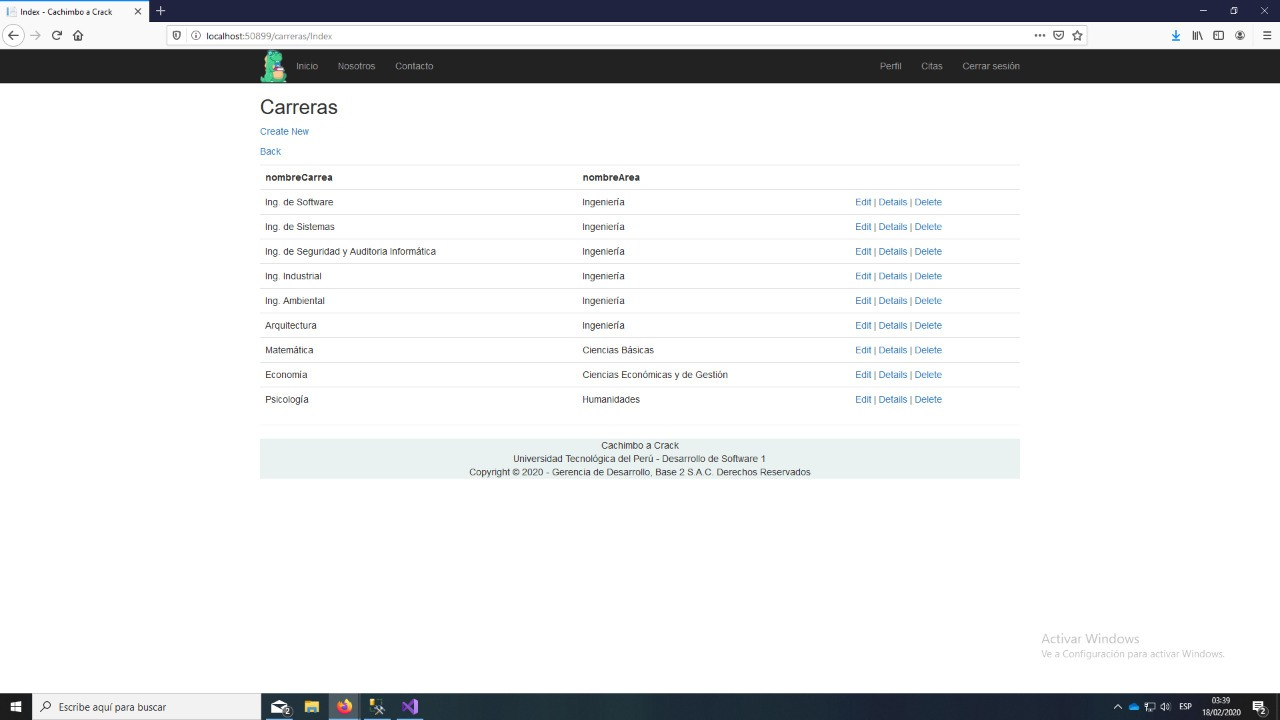 Index - Cachimbo a Crack
localhost:50899/carreras/Index
Inicio Nosotros Contacto Perfil Citas Cerrar sesión
Carreras
Create New
Back
nombreCarrea nombreArea
Ing. de Software Ingeniería Edit | Details | Delete
Ing. de Sistemas Ingeniería Edit | Details | Delete
Ing. de Seguridad y Auditoria Informática Ingeniería Edit | Details | Delete
Ing. Industrial Ingeniería Edit | Details | Delete
Ing. Ambiental Ingeniería Edit | Details | Delete
Arquitectura Ingeniería Edit | Details | Delete
Matemática Ciencias Básicas Edit | Details | Delete
Economía Ciencias Económicas y de Gestión Edit | Details | Delete
Psicología Humanidades Edit | Details | Delete
Cachimbo a Crack
Universidad Tecnológica del Perú - Desarrollo de Software 1
Copyright © 2020 - Gerencia de Desarrollo, Base 2 S.A.C. Derechos Reservados
Activar Windows
Ve a Configuración para activar Windows.
Escribe aquí para buscar
2
ESP
03:39
18/02/2020
2